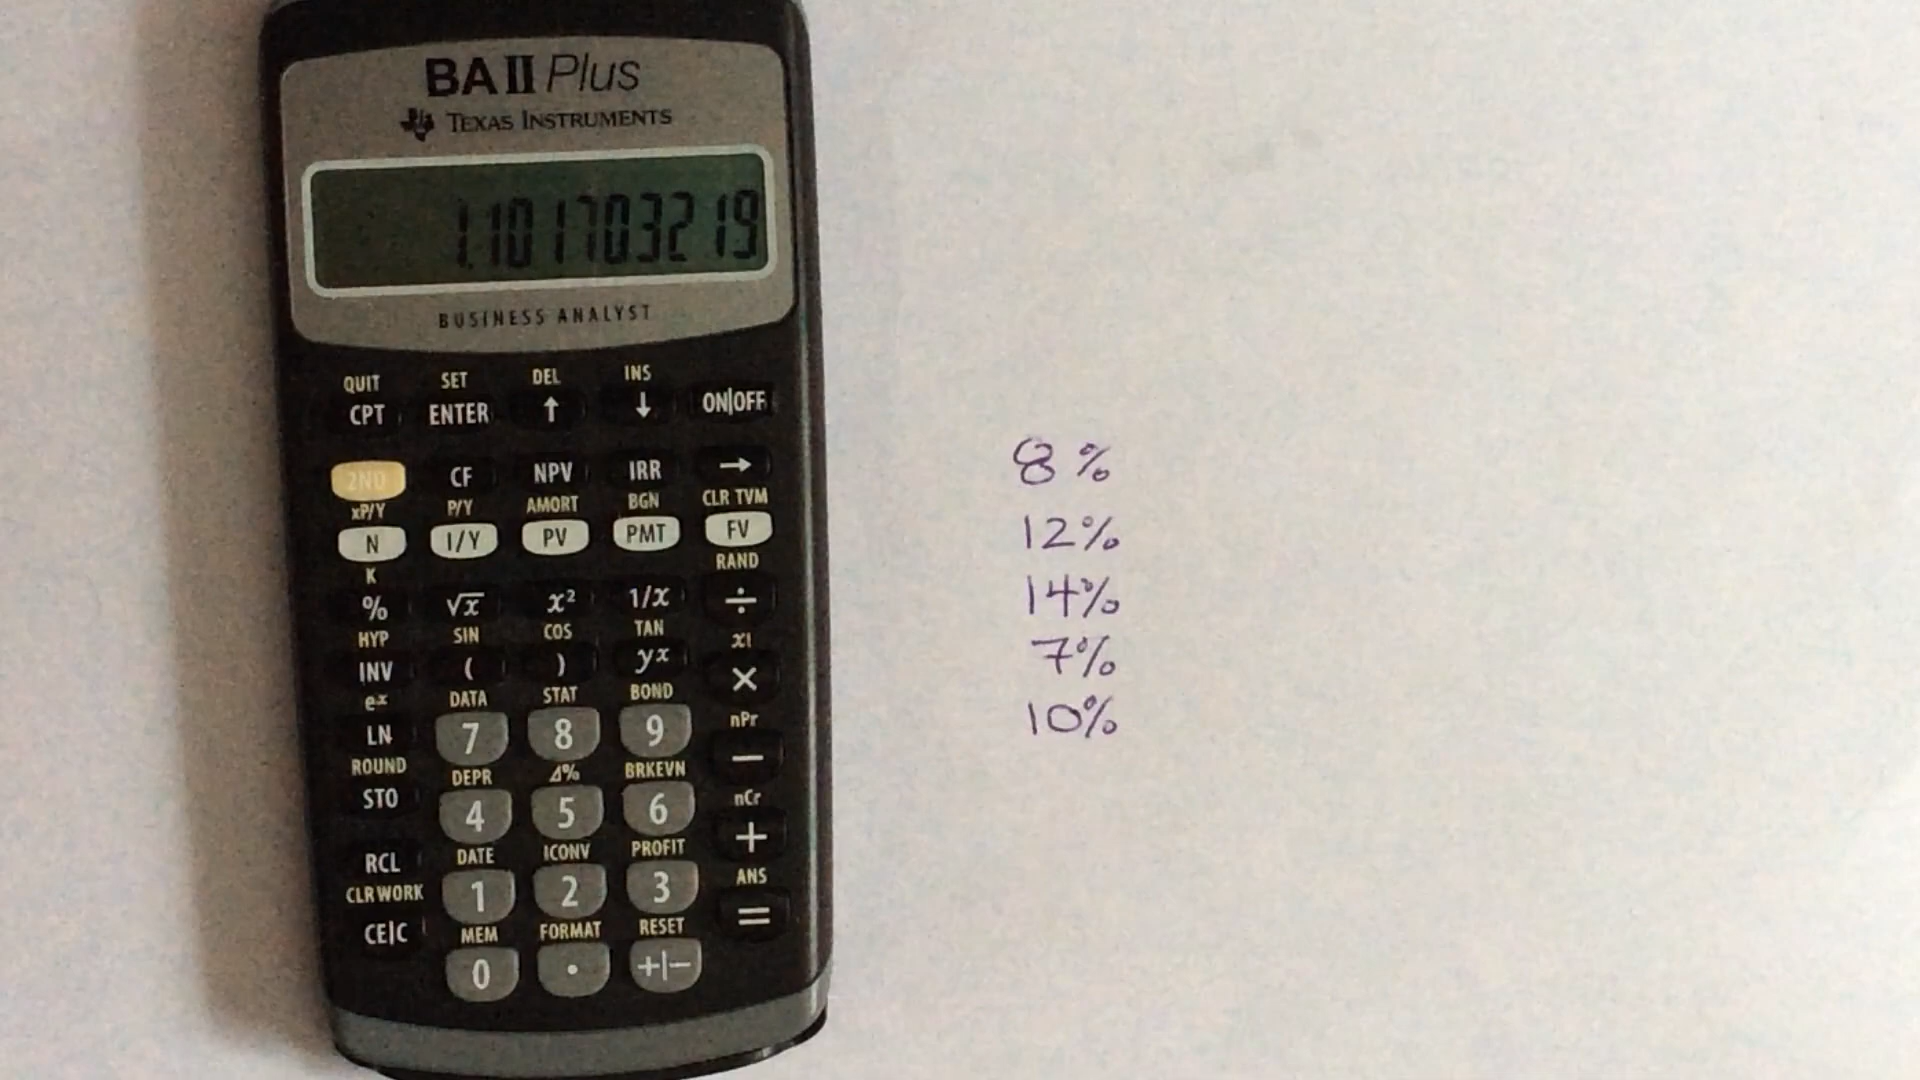 BA II Plus
TEXAS INSTRUMENTS
1.101703219
BUSINESS ANALYST
QUIT SET DEL INS
CPT ENTER ↑ ↓ ON|OFF
2ND CF NPV IRR →
xP/Y P/Y AMORT BGN CLR TVM
N I/Y PV PMT FV
K RAND
% √x x² 1/x ÷
HYP SIN COS TAN x!
INV ( ) yˣ ×
eˣ DATA STAT BOND nPr
LN 7 8 9 −
ROUND DEPR Δ% BRKEVN nCr
STO 4 5 6 +
RCL DATE ICONV PROFIT ANS
CLR WORK 1 2 3 =
CE|C MEM FORMAT RESET
0 . +|−
8%
12%
14%
7%
10%